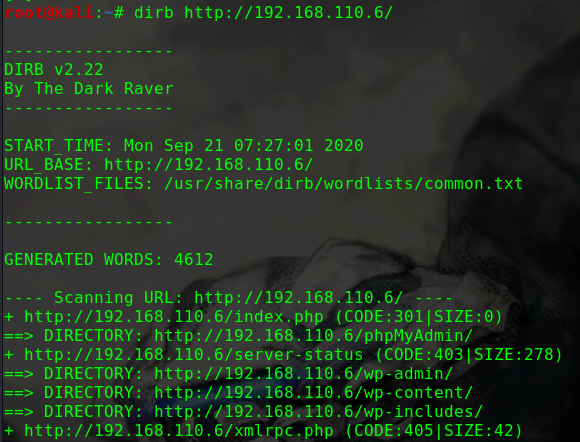 root@kali:~# dirb http://192.168.110.6/
-----------------
DIRB v2.22
By The Dark Raver
-----------------
START_TIME: Mon Sep 21 07:27:01 2020
URL_BASE: http://192.168.110.6/
WORDLIST_FILES: /usr/share/dirb/wordlists/common.txt
-----------------
GENERATED WORDS: 4612
---- Scanning URL: http://192.168.110.6/ ----
+ http://192.168.110.6/index.php (CODE:301|SIZE:0)
==> DIRECTORY: http://192.168.110.6/phpMyAdmin/
+ http://192.168.110.6/server-status (CODE:403|SIZE:278)
==> DIRECTORY: http://192.168.110.6/wp-admin/
==> DIRECTORY: http://192.168.110.6/wp-content/
==> DIRECTORY: http://192.168.110.6/wp-includes/
+ http://192.168.110.6/xmlrpc.php (CODE:405|SIZE:42)